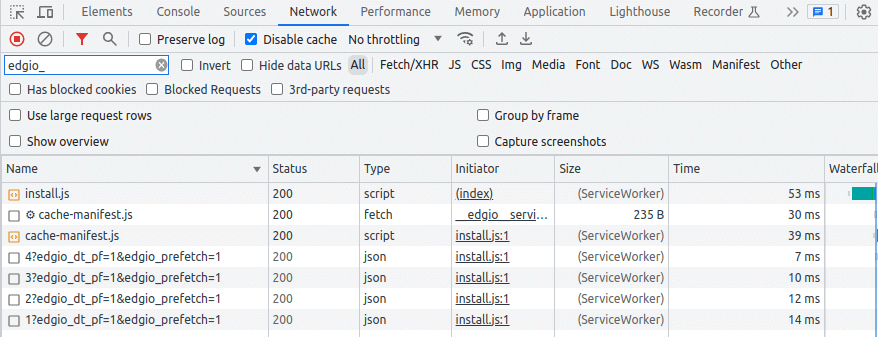 Elements Console Sources Network Performance Memory Application Lighthouse Recorder 1
Preserve log Disable cache No throttling
edgio_ Invert Hide data URLs All Fetch/XHR JS CSS Img Media Font Doc WS Wasm Manifest Other
Has blocked cookies Blocked Requests 3rd-party requests
Use large request rows Group by frame
Show overview Capture screenshots
Name Status Type Initiator Size Time Waterfall
install.js 200 script (index) (ServiceWorker) 53 ms
cache-manifest.js 200 fetch __edgio__servi... 235 B 30 ms
cache-manifest.js 200 script install.js:1 (ServiceWorker) 39 ms
4?edgio_dt_pf=1&edgio_prefetch=1 200 json install.js:1 (ServiceWorker) 7 ms
3?edgio_dt_pf=1&edgio_prefetch=1 200 json install.js:1 (ServiceWorker) 10 ms
2?edgio_dt_pf=1&edgio_prefetch=1 200 json install.js:1 (ServiceWorker) 12 ms
1?edgio_dt_pf=1&edgio_prefetch=1 200 json install.js:1 (ServiceWorker) 14 ms